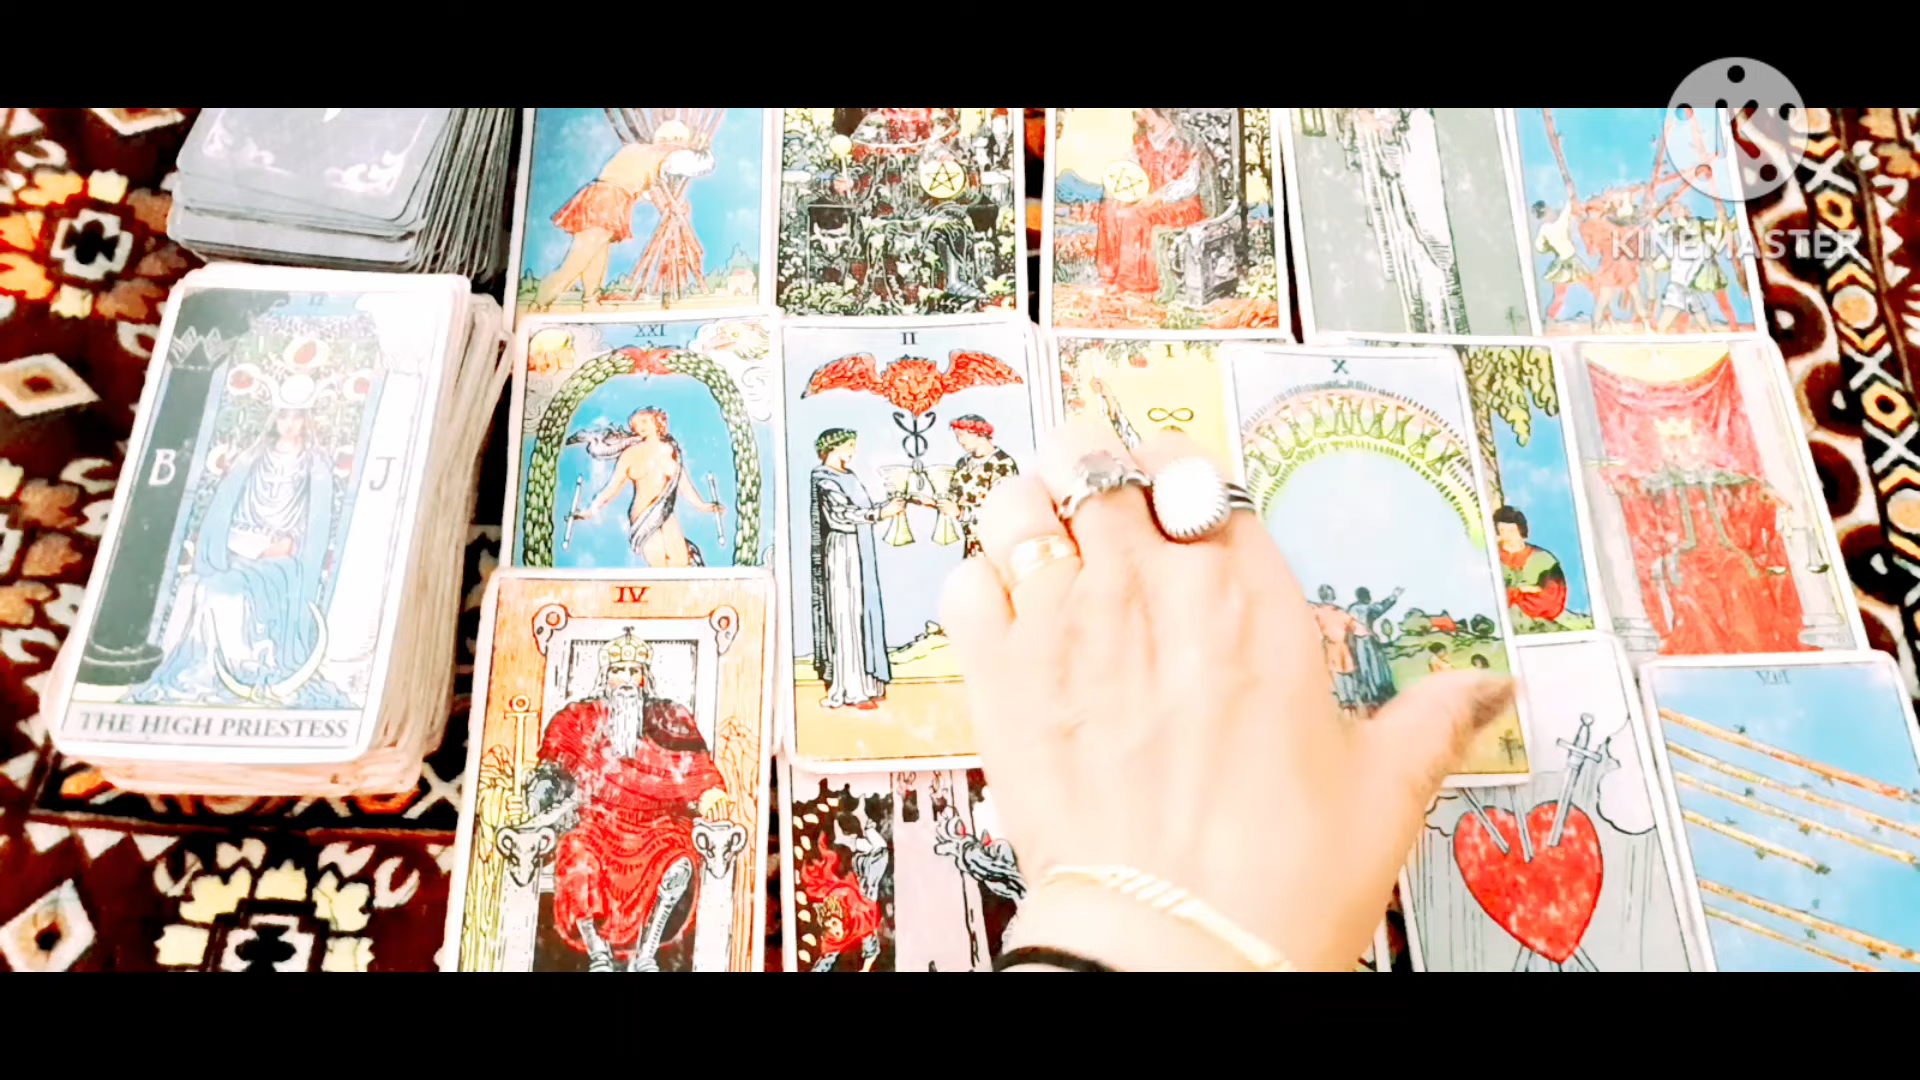 KINEMASTER
XXI
II
I
X
II
B
J
THE HIGH PRIESTESS
IV